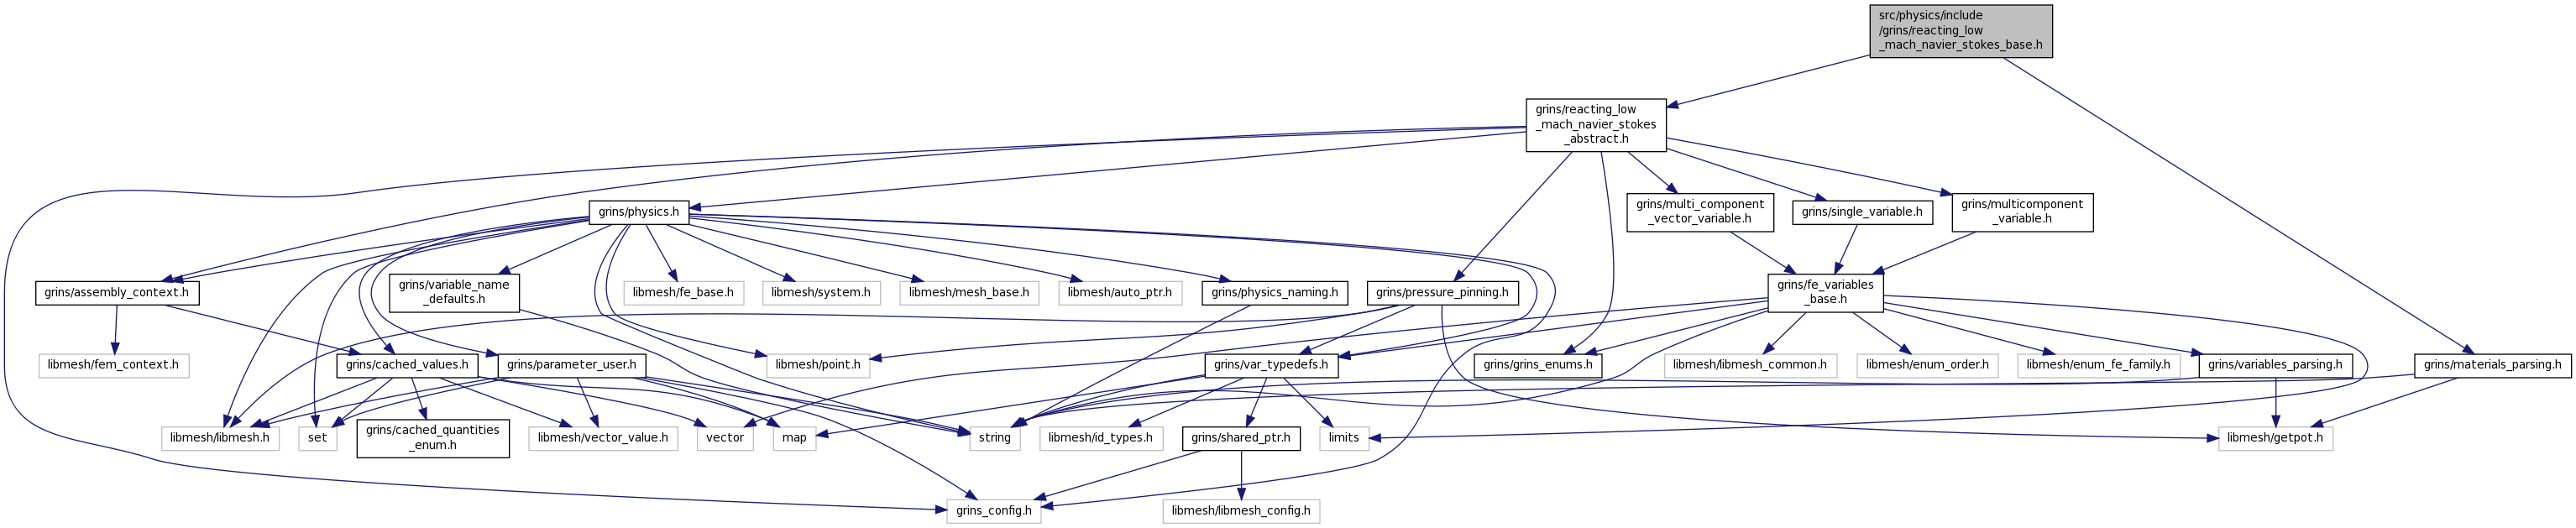 src/physics/include
/grins/reacting_low
_mach_navier_stokes_base.h
grins/reacting_low
_mach_navier_stokes
_abstract.h
grins/physics.h
grins/multi_component
_vector_variable.h
grins/single_variable.h
grins/multicomponent
_variable.h
grins/assembly_context.h
grins/variable_name
_defaults.h
libmesh/fe_base.h
libmesh/system.h
libmesh/mesh_base.h
libmesh/auto_ptr.h
grins/physics_naming.h
grins/pressure_pinning.h
grins/fe_variables
_base.h
libmesh/fem_context.h
grins/cached_values.h
grins/parameter_user.h
libmesh/point.h
grins/var_typedefs.h
grins/grins_enums.h
libmesh/libmesh_common.h
libmesh/enum_order.h
libmesh/enum_fe_family.h
grins/variables_parsing.h
grins/materials_parsing.h
libmesh/libmesh.h
set
grins/cached_quantities
_enum.h
libmesh/vector_value.h
vector
map
string
libmesh/id_types.h
grins/shared_ptr.h
limits
libmesh/getpot.h
grins_config.h
libmesh/libmesh_config.h